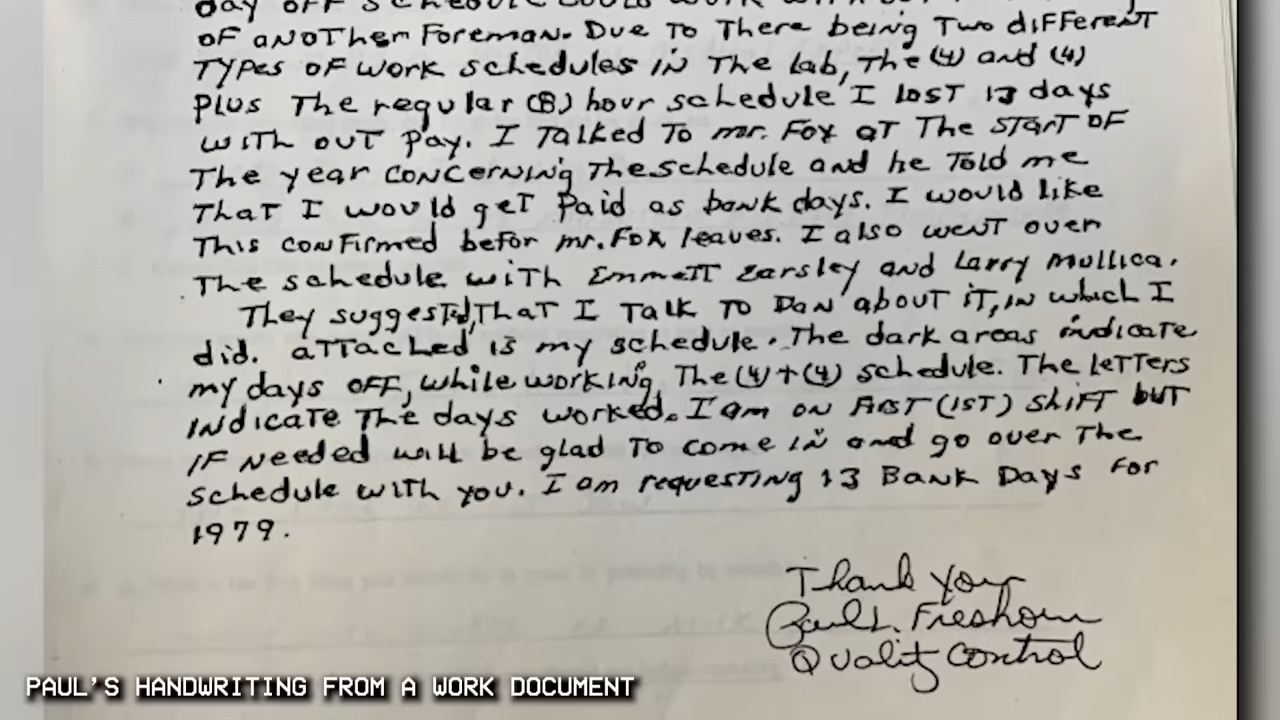 day off schedule could work without
of another Foreman. Due to There being Two different
Types of work schedules in The lab, The (4) and (4)
plus The regular (8) hour schedule I lost 13 days
with out pay. I Talked To mr. Fox at The start of
The year concerning The schedule and he Told me
That I would get Paid as bank days. I would like
This confirmed befor mr. Fox leaves. I also went over
The schedule with Emmett Earsley and Larry Mullica.
They suggested, That I Talk To Dan about it, in which I
did. attached is my schedule. The dark areas indicate
my days off, while working, The (4)+(4) schedule. The letters
indicate The days worked. I am on First (1st) shift but
if needed will be glad To come in and go over The
schedule with you. I am requesting 13 Bank Days for
1979.
Thank you
Paul L. Freshour
Quality Control
PAUL'S HANDWRITING FROM A WORK DOCUMENT